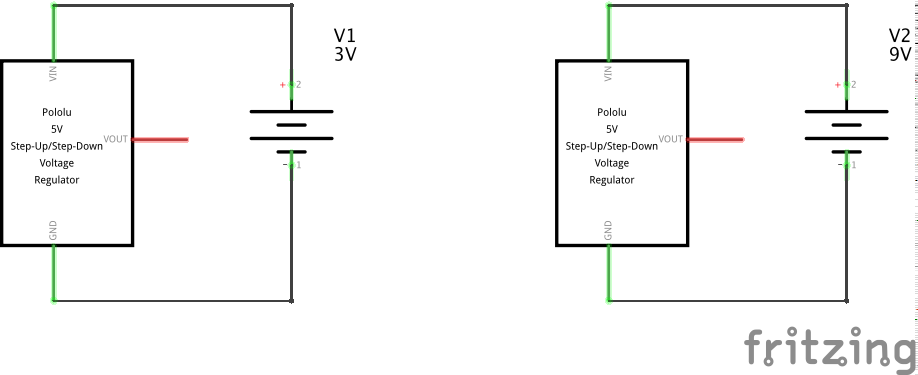 V1
3V
VIN
+ 2
Pololu
5V
Step-Up/Step-Down
Voltage
Regulator
VOUT
- 1
GND
V2
9V
VIN
+ 2
Pololu
5V
Step-Up/Step-Down
Voltage
Regulator
VOUT
- 1
GND
fritzing